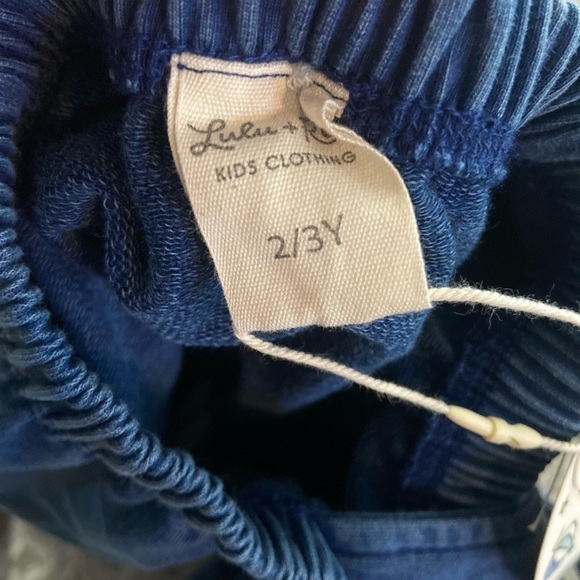 Lulu +
KIDS CLOTHING
2/3Y